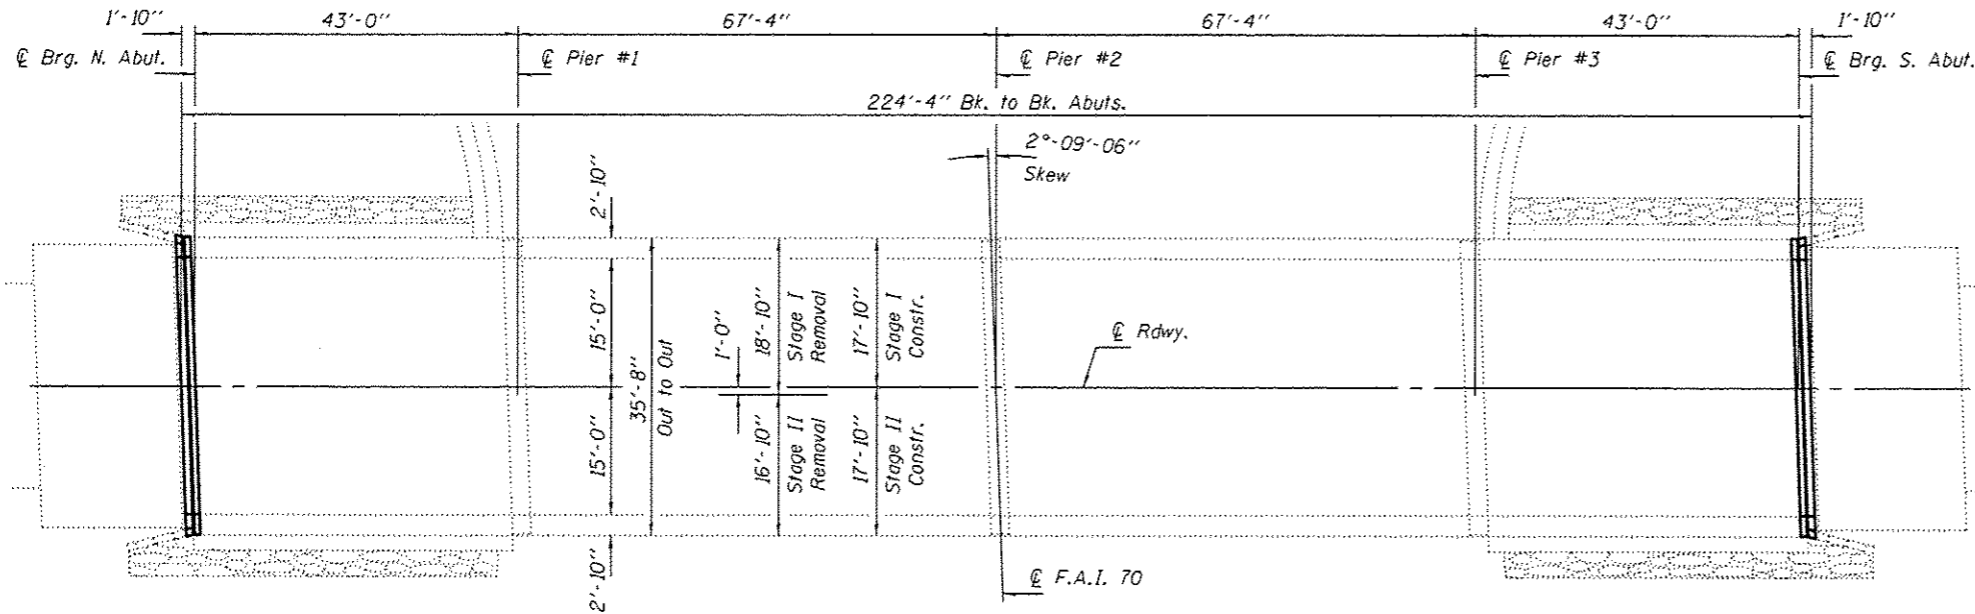 1'-10" 43'-0" 67'-4" 67'-4" 43'-0" 1'-10"
℄ Brg. N. Abut. ℄ Pier #1 ℄ Pier #2 ℄ Pier #3 ℄ Brg. S. Abut.
224'-4" Bk. to Bk. Abuts.
2°-09'-06"
Skew
2'-10"
15'-0"
15'-0"
2'-10"
35'-8"
Out to Out
1'-0"
18'-10"
Stage I
Removal
17'-10"
Stage I
Constr.
16'-10"
Stage II
Removal
17'-10"
Stage II
Constr.
℄ Rdwy.
℄ F.A.I. 70